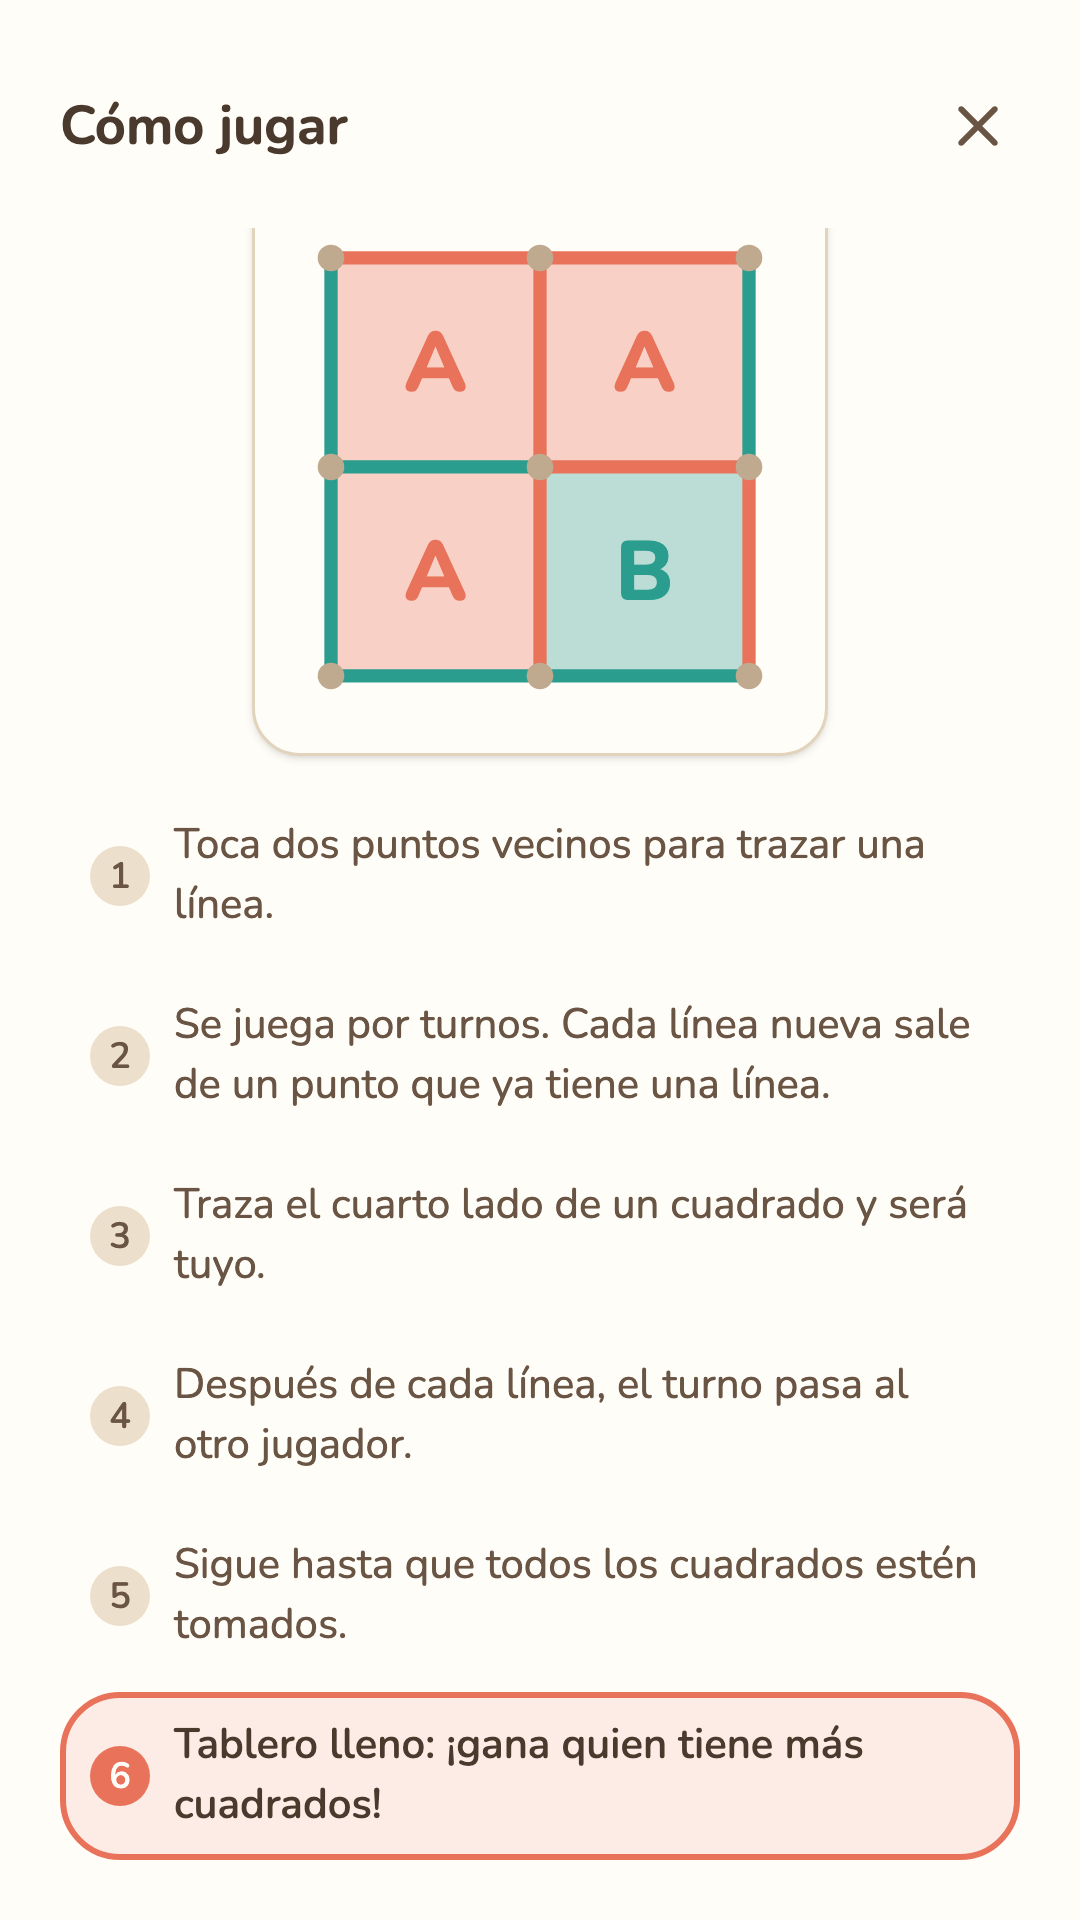 Cómo jugar
A A
A B
1 Toca dos puntos vecinos para trazar una
línea.
2 Se juega por turnos. Cada línea nueva sale
de un punto que ya tiene una línea.
3 Traza el cuarto lado de un cuadrado y será
tuyo.
4 Después de cada línea, el turno pasa al
otro jugador.
5 Sigue hasta que todos los cuadrados estén
tomados.
6 Tablero lleno: ¡gana quien tiene más
cuadrados!